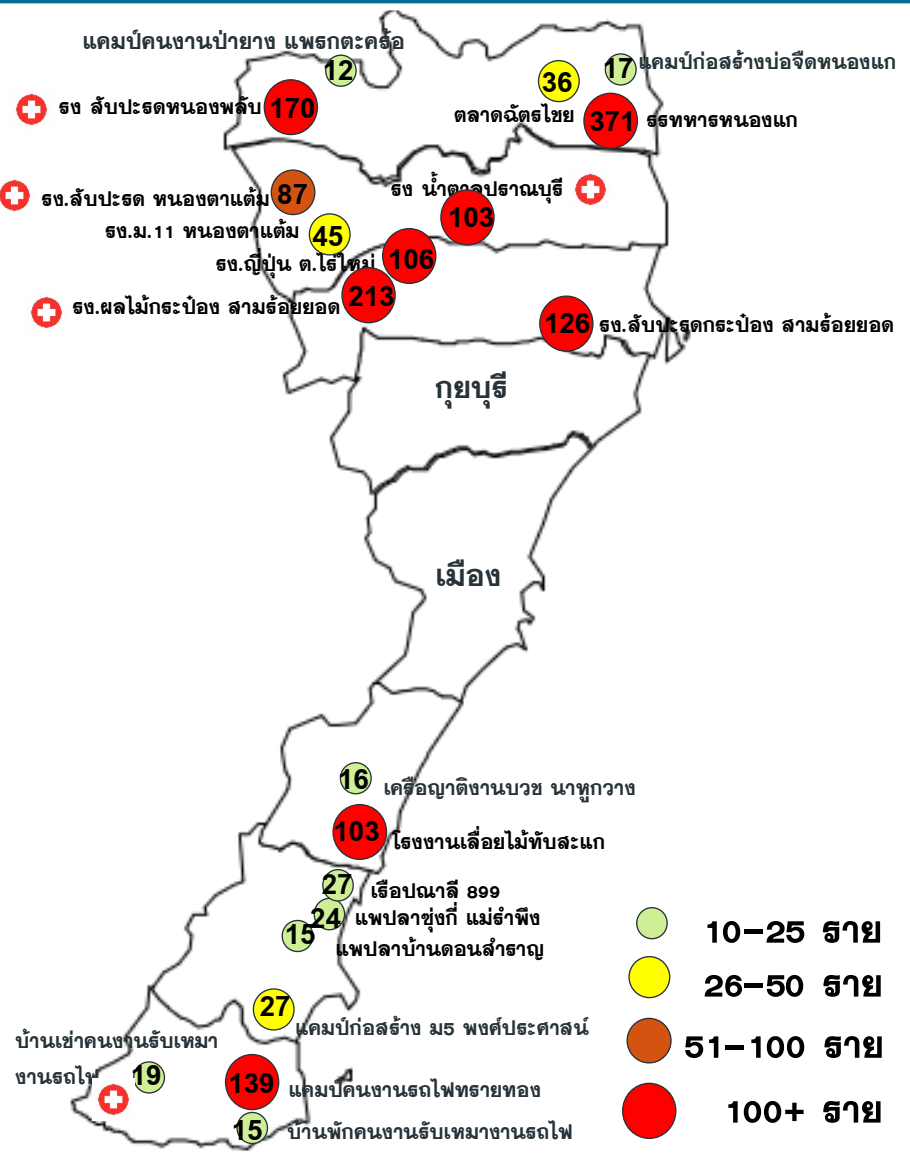 แคมป์คนงานป่ายาง แพรกตะคร้อ
12
36
17
แคมป์ก่อสร้างบ่อจืดหนองแก
รง สับปะรดหนองพลับ
170
ตลาดฉัตรไชย
371
รรทหารหนองแก
รง.สับปะรด หนองตาแต้ม
87
รง น้ำตาลปราณบุรี
103
รง.ม.11 หนองตาแต้ม
45
รง.ญี่ปุ่น ต.ไร่ใหม่
106
รง.ผลไม้กระป๋อง สามร้อยยอด
213
126
รง.สับปะรดกระป๋อง สามร้อยยอด
กุยบุรี
เมือง
16
เครือญาติงานบวช นาหูกวาง
103
โรงงานเลื่อยไม้ทับสะแก
27
เรือปณาลี 899
24
แพปลาซุ่งกี่ แม่รำพึง
15
แพปลาบ้านดอนสำราญ
27
แคมป์ก่อสร้าง ม5 พงศ์ประศาสน์
บ้านเช่าคนงานรับเหมา
งานรถไฟ
19
139
แคมป์คนงานรถไฟทรายทอง
15
บ้านพักคนงานรับเหมางานรถไฟ
10-25 ราย
26-50 ราย
51-100 ราย
100+ ราย